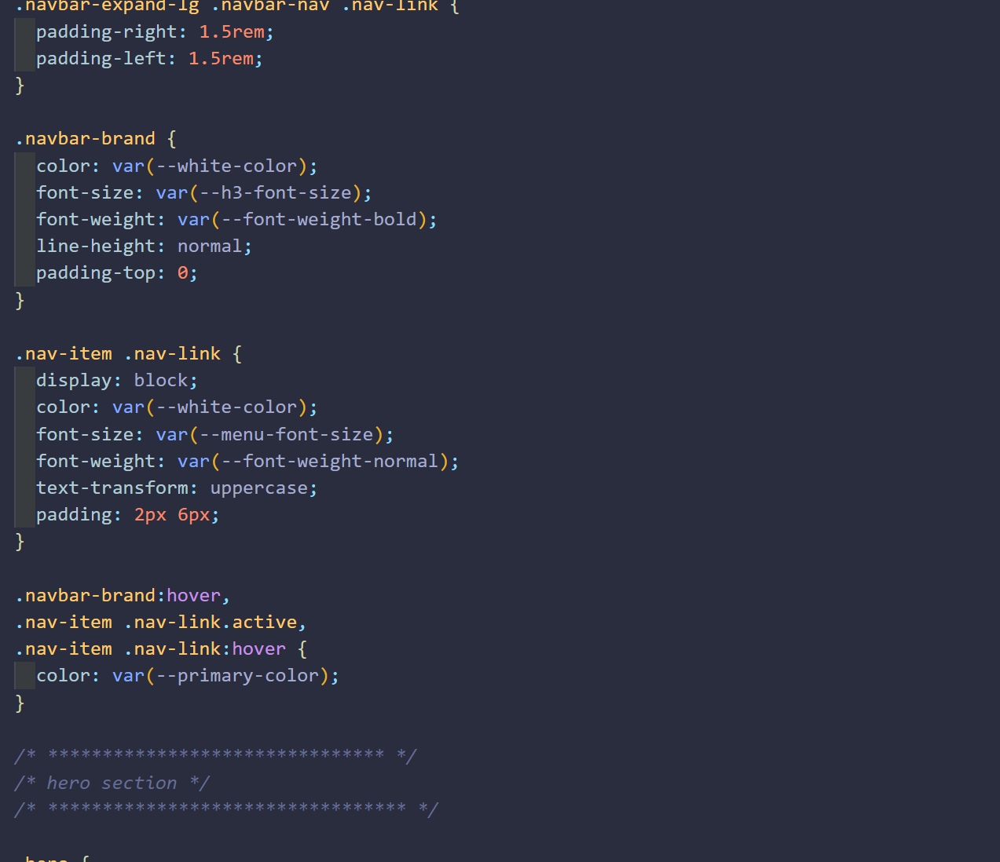 .navbar-expand-lg .navbar-nav .nav-link {
padding-right: 1.5rem;
padding-left: 1.5rem;
}
.navbar-brand {
color: var(--white-color);
font-size: var(--h3-font-size);
font-weight: var(--font-weight-bold);
line-height: normal;
padding-top: 0;
}
.nav-item .nav-link {
display: block;
color: var(--white-color);
font-size: var(--menu-font-size);
font-weight: var(--font-weight-normal);
text-transform: uppercase;
padding: 2px 6px;
}
.navbar-brand:hover,
.nav-item .nav-link.active,
.nav-item .nav-link:hover {
color: var(--primary-color);
}
/* ******************************* */
/* hero section */
/* ********************************* */
.hero {